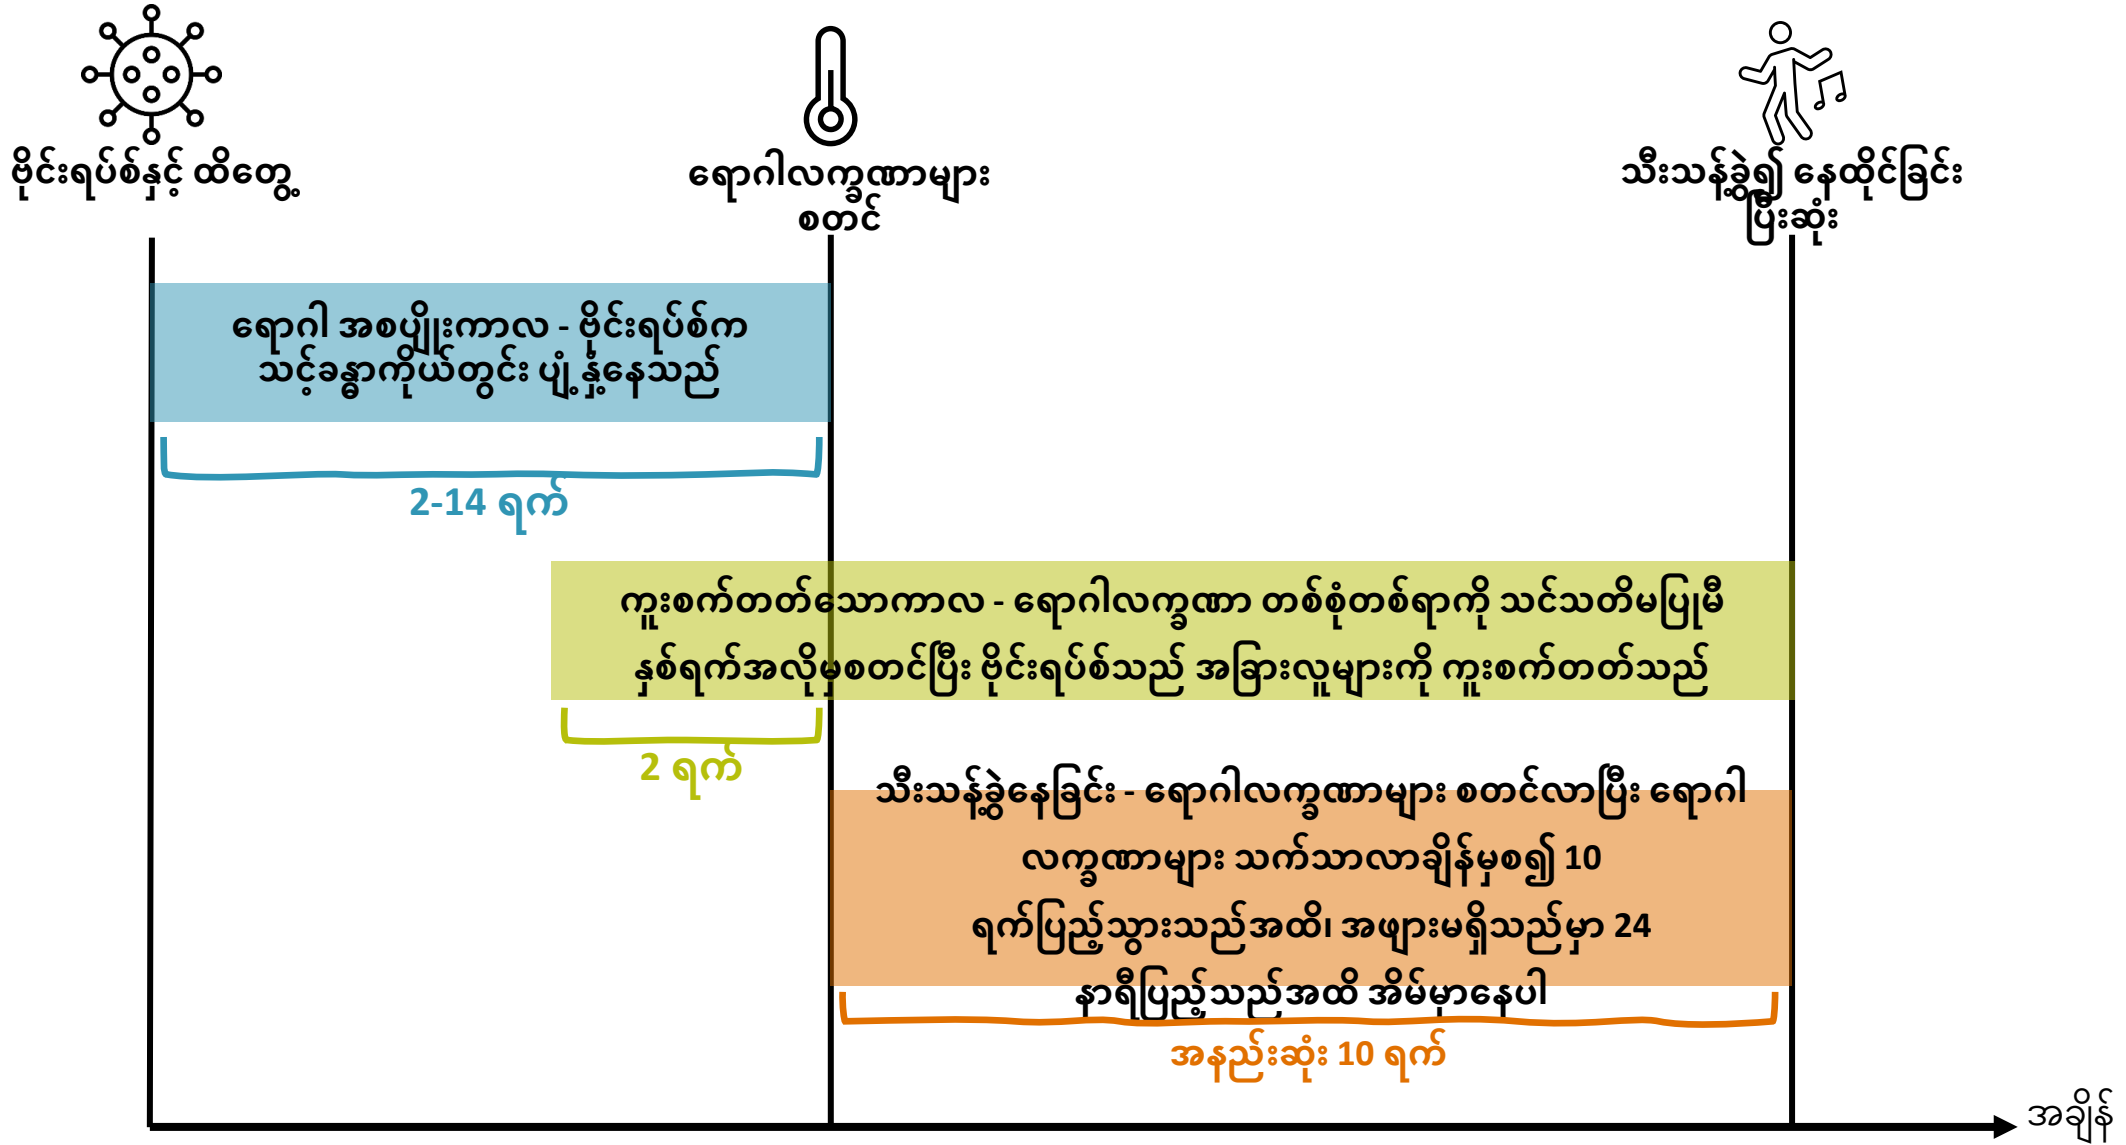 ဗိုင်းရပ်စ်နှင့် ထိတွေ့
ရောဂါလက္ခဏာများ
စတင်
သီးသန့်ခွဲ၍ နေထိုင်ခြင်း
ပြီးဆုံး
ရောဂါ အစပျိုးကာလ - ဗိုင်းရပ်စ်က
သင့်ခန္ဓာကိုယ်တွင်း ပျံ့နှံ့နေသည်
2-14 ရက်
ကူးစက်တတ်သောကာလ - ရောဂါလက္ခဏာ တစ်စုံတစ်ရာကို သင်သတိမပြုမီ
နှစ်ရက်အလိုမှစတင်ပြီး ဗိုင်းရပ်စ်သည် အခြားလူများကို ကူးစက်တတ်သည်
2 ရက်
သီးသန့်ခွဲနေခြင်း - ရောဂါလက္ခဏာများ စတင်လာပြီး ရောဂါ
လက္ခဏာများ သက်သာလာချိန်မှစ၍ 10
ရက်ပြည့်သွားသည်အထိ၊ အဖျားမရှိသည်မှာ 24
နာရီပြည့်သည်အထိ အိမ်မှာနေပါ
အနည်းဆုံး 10 ရက်
အချိန်